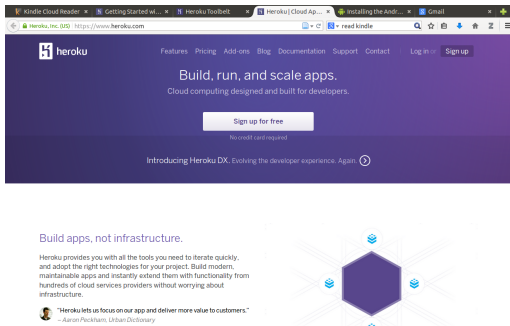 Kindle Cloud Reader × Getting Started wi... × Heroku Toolbelt × Heroku | Cloud Ap... × Installing the Andr... × Gmail ×
Heroku, Inc. (US) https://www.heroku.com read kindle
heroku Features Pricing Add-ons Blog Documentation Support Contact Log in or Sign up
Build, run, and scale apps.
Cloud computing designed and built for developers.
Sign up for free
No credit card required
Introducing Heroku DX. Evolving the developer experience. Again.
Build apps, not infrastructure.
Heroku provides you with all the tools you need to iterate quickly,
and adopt the right technologies for your project. Build modern,
maintainable apps and instantly extend them with functionality from
hundreds of cloud services providers without worrying about
infrastructure.
"Heroku lets us focus on our app and deliver more value to customers."
– Aaron Peckham, Urban Dictionary